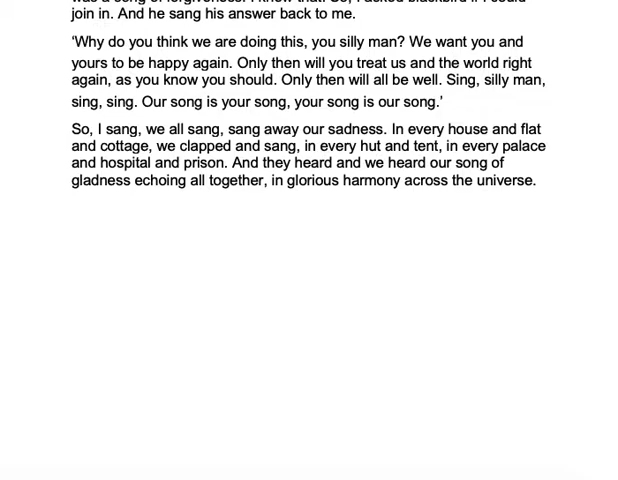 join in. And he sang his answer back to me.
‘Why do you think we are doing this, you silly man? We want you and
yours to be happy again. Only then will you treat us and the world right
again, as you know you should. Only then will all be well. Sing, silly man,
sing, sing. Our song is your song, your song is our song.’
So, I sang, we all sang, sang away our sadness. In every house and flat
and cottage, we clapped and sang, in every hut and tent, in every palace
and hospital and prison. And they heard and we heard our song of
gladness echoing all together, in glorious harmony across the universe.